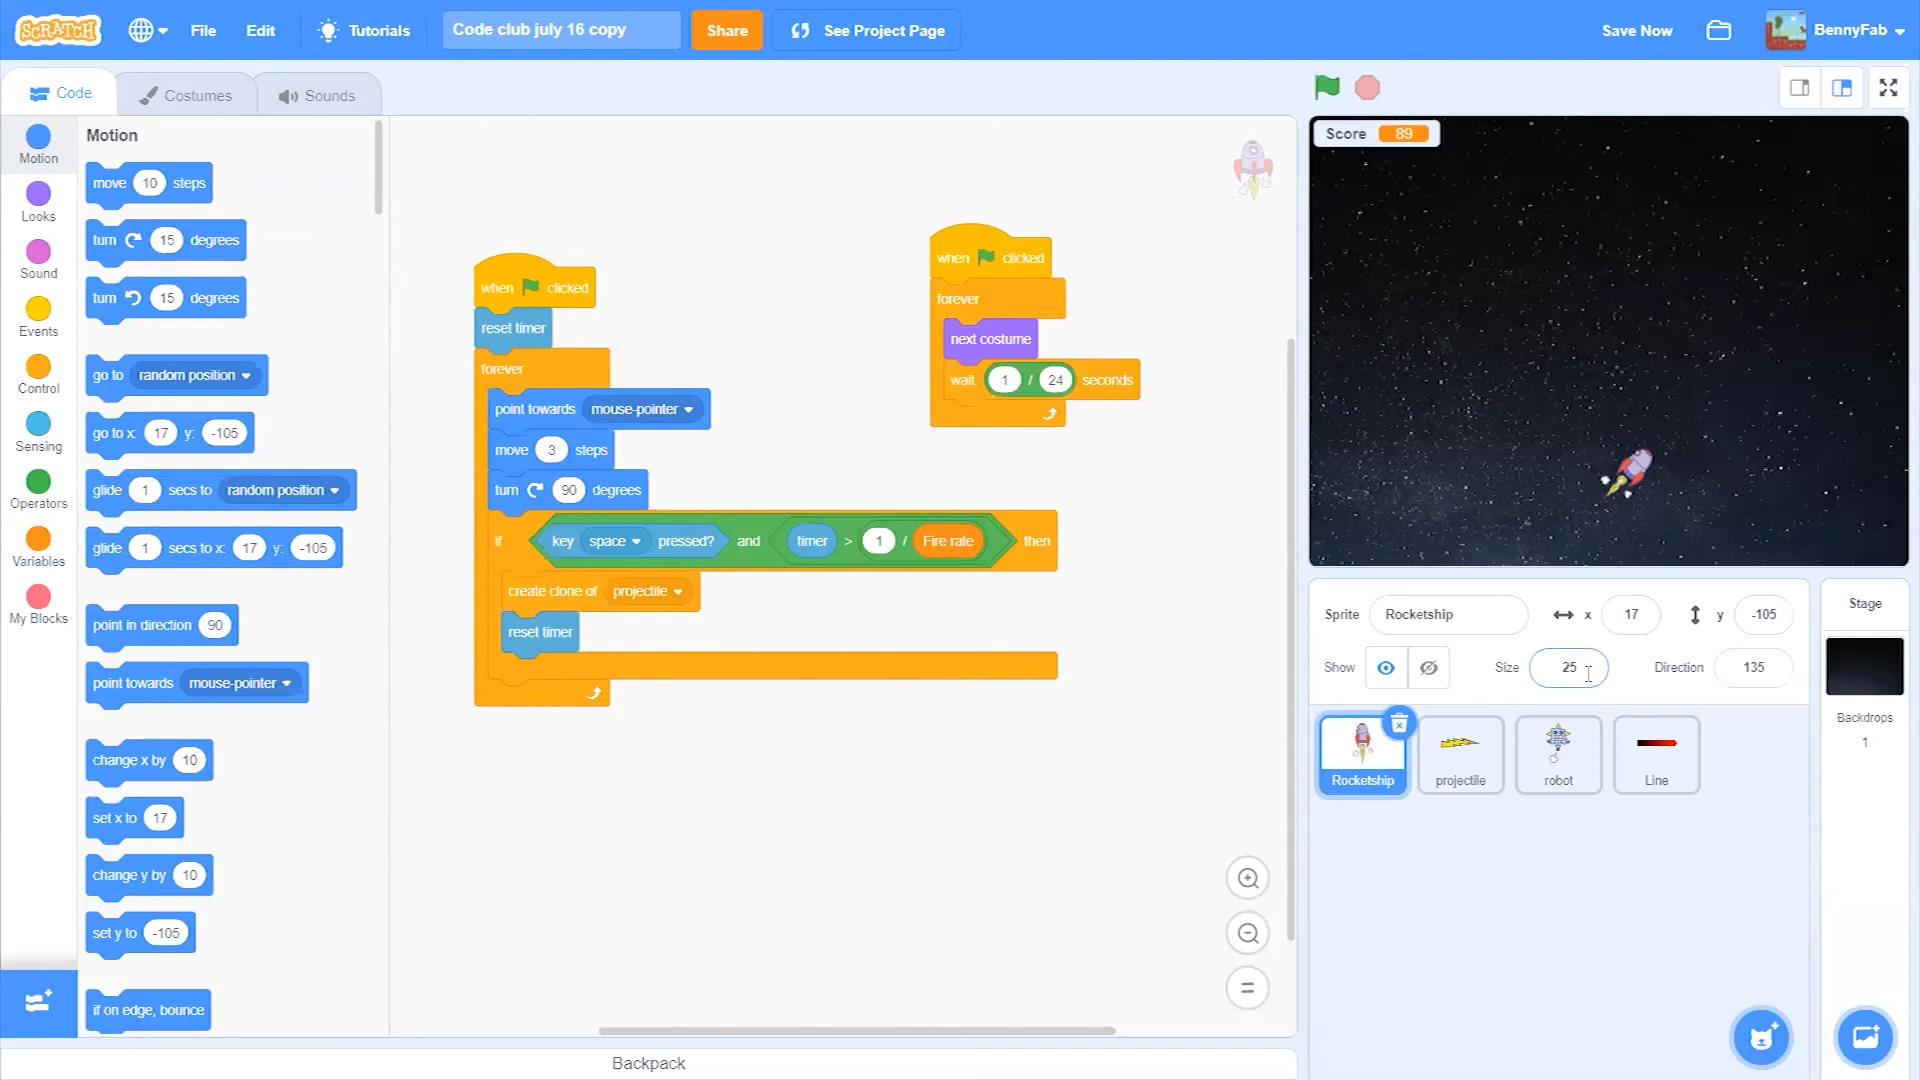 SCRATCH File Edit Tutorials Code club july 16 copy Share See Project Page Save Now BennyFab
Code Costumes Sounds
Motion
Looks
Sound
Events
Control
Sensing
Operators
Variables
My Blocks
Motion
move 10 steps
turn 15 degrees
turn 15 degrees
go to random position
go to x: 17 y: -105
glide 1 secs to random position
glide 1 secs to x: 17 y: -105
point in direction 90
point towards mouse-pointer
change x by 10
set x to 17
change y by 10
set y to -105
if on edge, bounce
when clicked
reset timer
forever
point towards mouse-pointer
move 3 steps
turn 90 degrees
if key space pressed? and timer > 1 / Fire rate then
create clone of projectile
reset timer
when clicked
forever
next costume
wait 1 / 24 seconds
Backpack
Score 89
Sprite Rocketship x 17 y -105
Show Size 25 Direction 135
Rocketship projectile robot Line
Stage
Backdrops
1